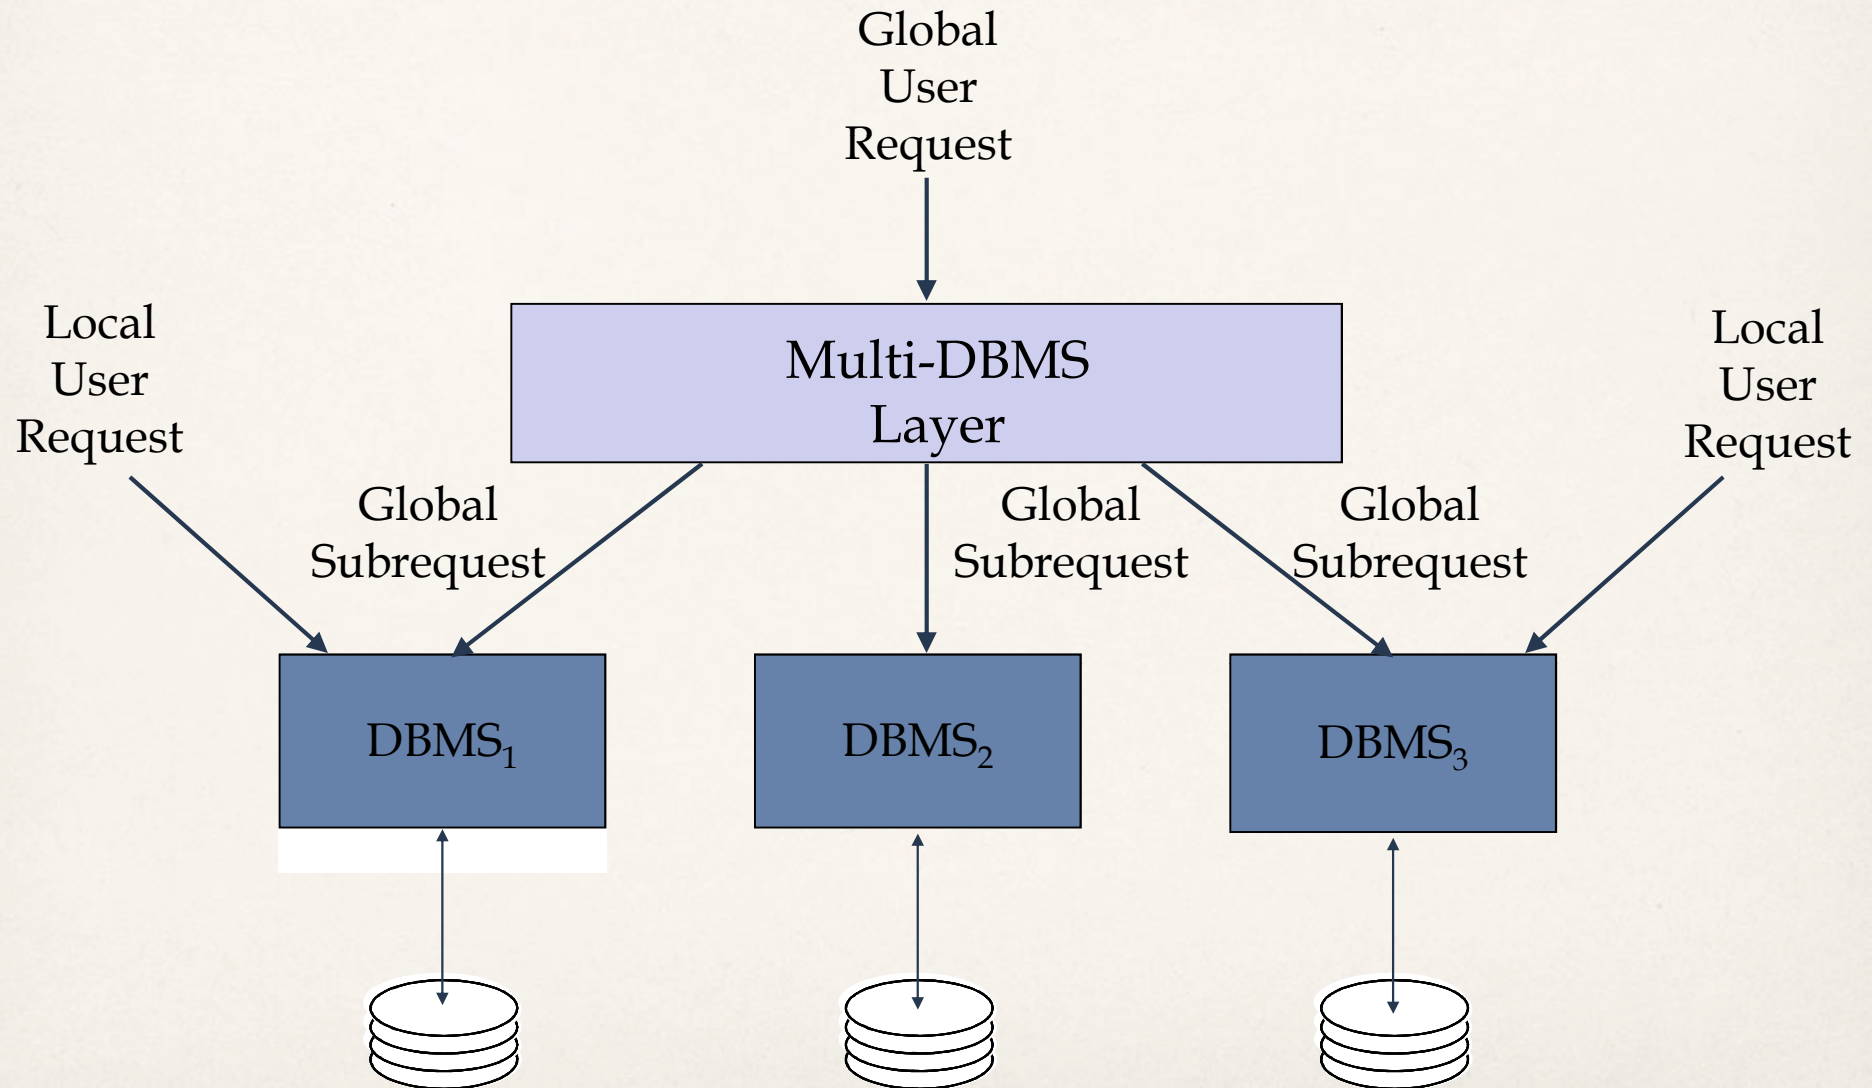 Global
User
Request
Local
User
Request
Multi-DBMS
Layer
Local
User
Request
Global
Subrequest
Global
Subrequest
Global
Subrequest
DBMS₁
DBMS₂
DBMS₃